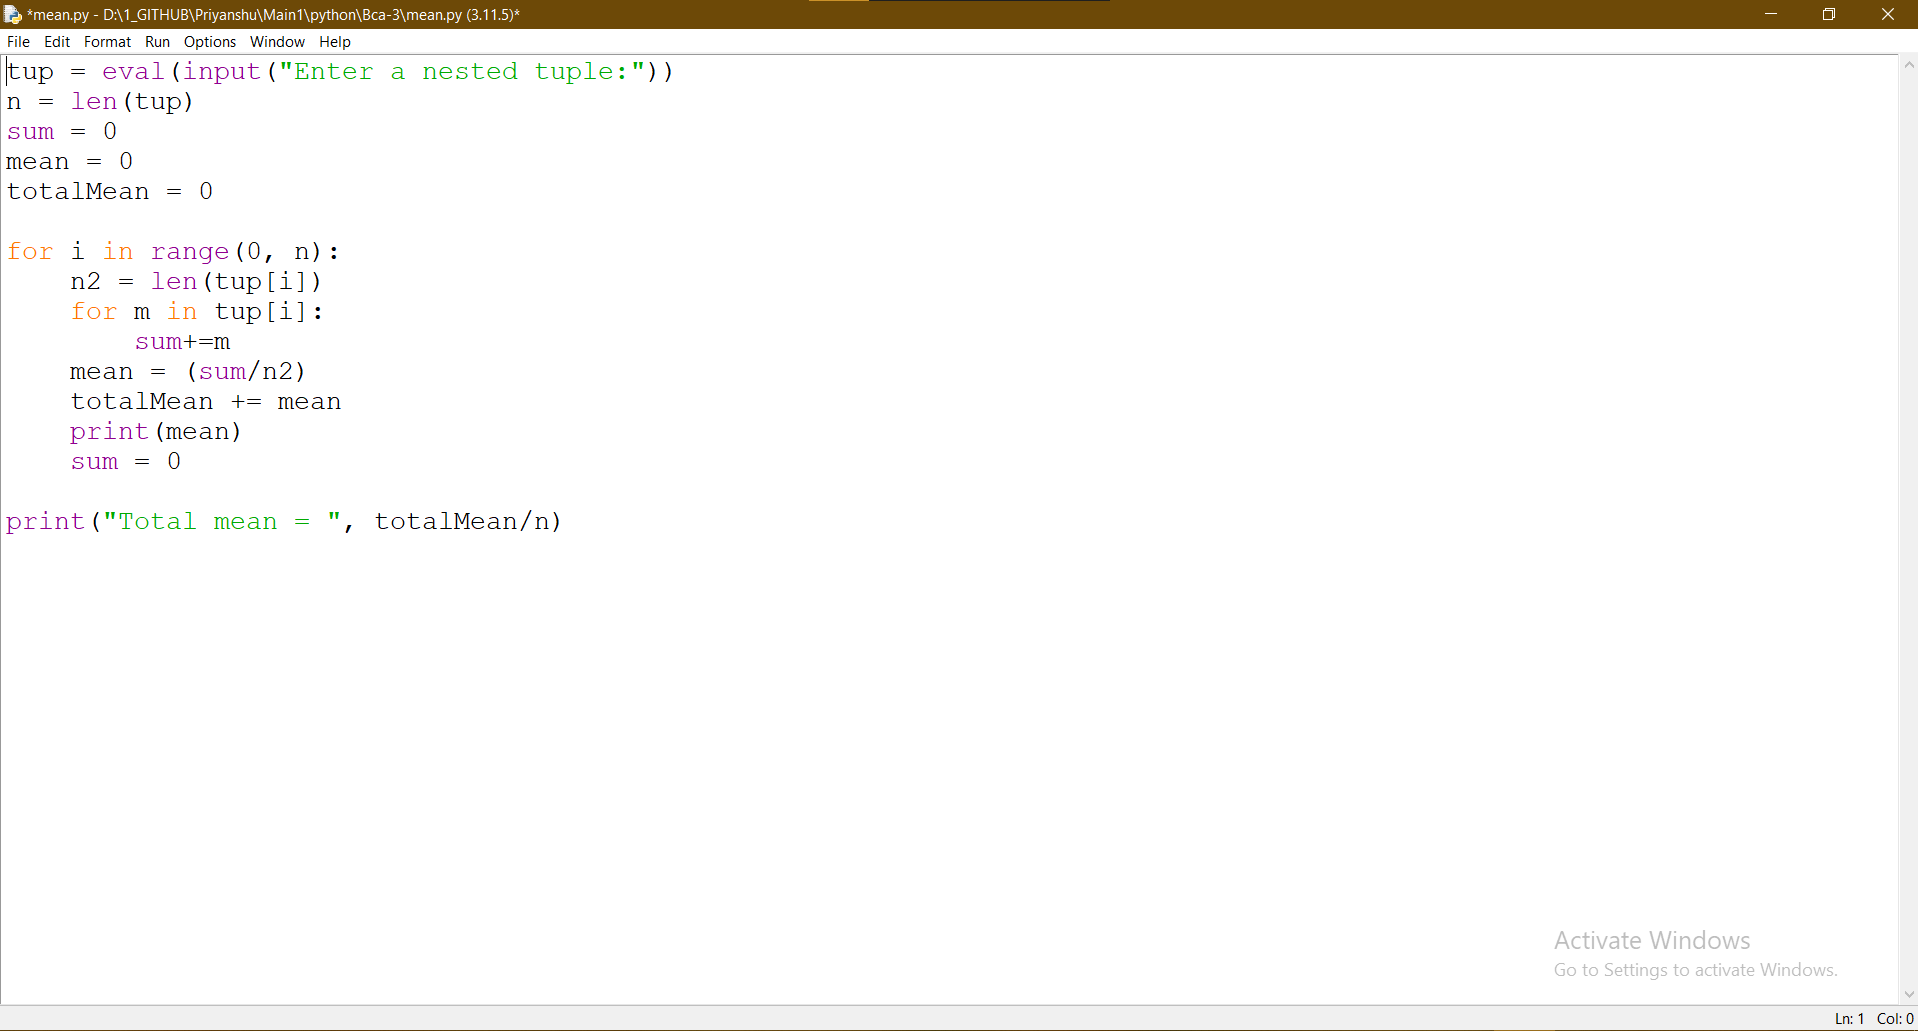 *mean.py - D:\1_GITHUB\Priyanshu\Main1\python\Bca-3\mean.py (3.11.5)*
File Edit Format Run Options Window Help
tup = eval(input("Enter a nested tuple:"))
n = len(tup)
sum = 0
mean = 0
totalMean = 0

for i in range(0, n):
    n2 = len(tup[i])
    for m in tup[i]:
        sum+=m
    mean = (sum/n2)
    totalMean += mean
    print(mean)
    sum = 0

print("Total mean = ", totalMean/n)
Activate Windows
Go to Settings to activate Windows.
Ln: 1 Col: 0